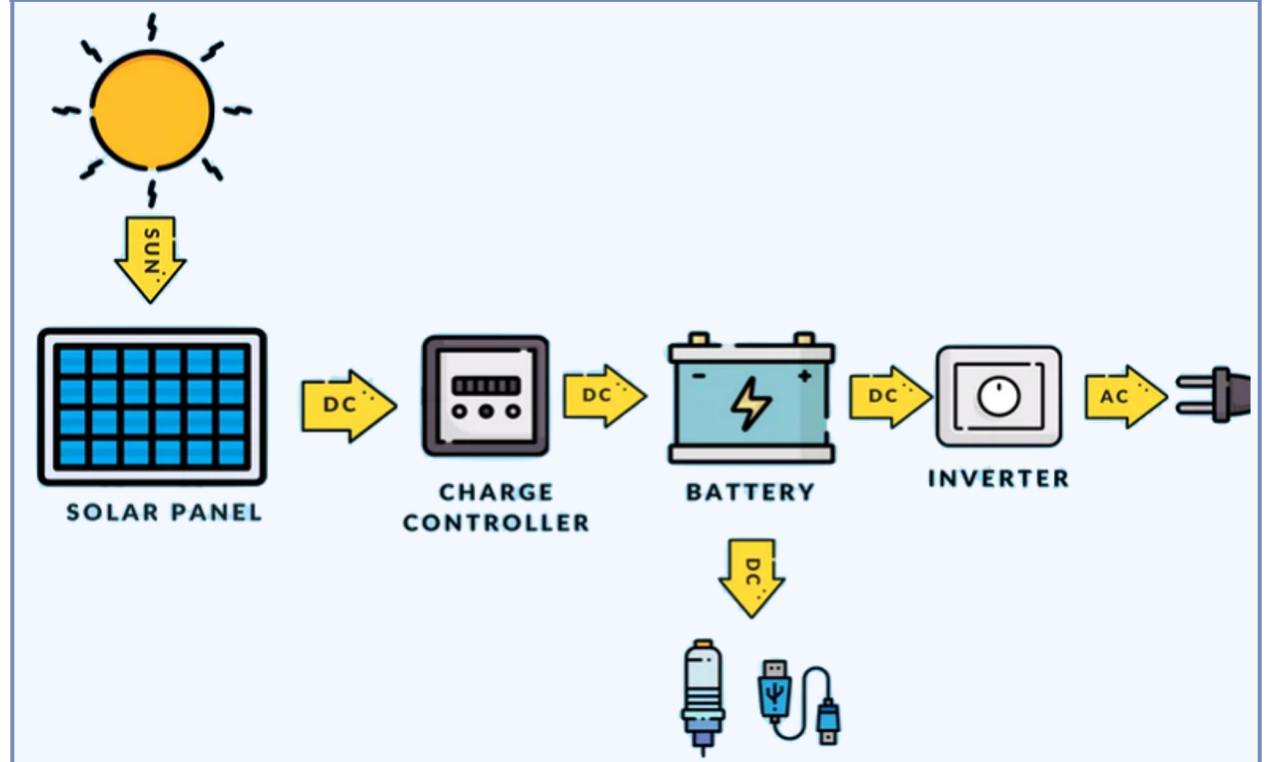 SUN
DC
DC
DC
AC
SOLAR PANEL
CHARGE
CONTROLLER
- +
BATTERY
INVERTER
DC